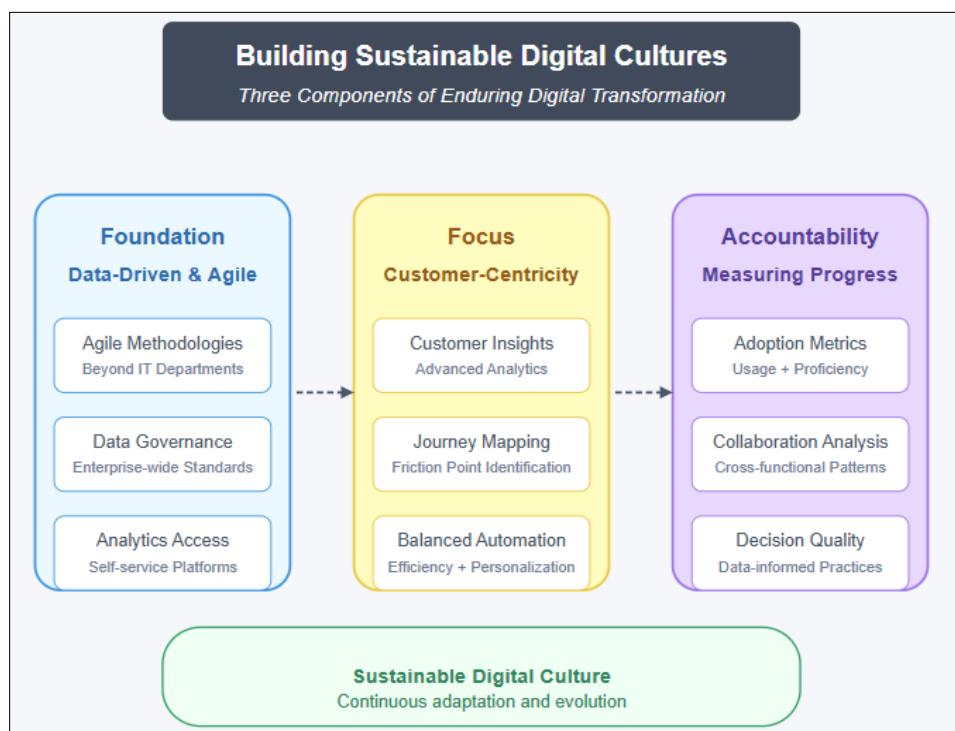 Building Sustainable Digital Cultures
Three Components of Enduring Digital Transformation
Foundation
Data-Driven & Agile
Agile Methodologies
Beyond IT Departments
Data Governance
Enterprise-wide Standards
Analytics Access
Self-service Platforms
Focus
Customer-Centricity
Customer Insights
Advanced Analytics
Journey Mapping
Friction Point Identification
Balanced Automation
Efficiency + Personalization
Accountability
Measuring Progress
Adoption Metrics
Usage + Proficiency
Collaboration Analysis
Cross-functional Patterns
Decision Quality
Data-informed Practices
Sustainable Digital Culture
Continuous adaptation and evolution